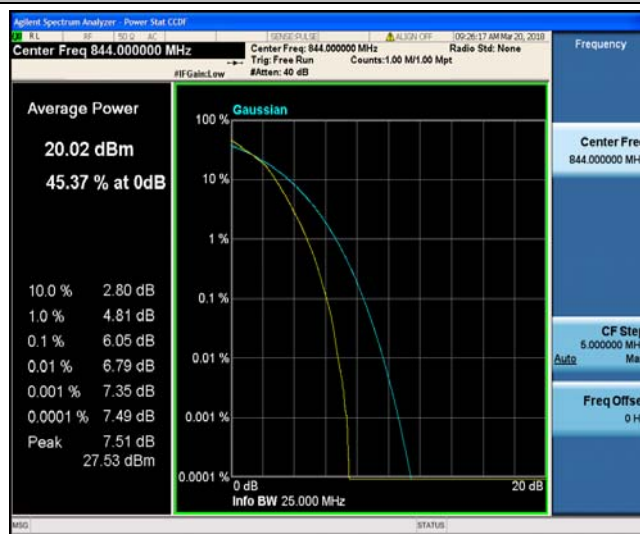 Agilent Spectrum Analyzer - Power Stat CCDF
RL RF 50 Ω AC SENSE:PULSE ALIGN OFF 09:26:17 AM Mar 20, 2018
Center Freq 844.000000 MHz
Center Freq: 844.000000 MHz Radio Std: None
Trig: Free Run Counts:1.00 M/1.00 Mpt
#IFGain:Low #Atten: 40 dB
Frequency
Average Power
20.02 dBm
45.37 % at 0dB
10.0 % 2.80 dB
1.0 % 4.81 dB
0.1 % 6.05 dB
0.01 % 6.79 dB
0.001 % 7.35 dB
0.0001 % 7.49 dB
Peak 7.51 dB
27.53 dBm
Gaussian
100 %
10 %
1 %
0.1 %
0.01 %
0.001 %
0.0001 %
0 dB 20 dB
Info BW 25.000 MHz
Center Fre
844.000000 MH
CF Step
5.000000 MH
Auto Ma
Freq Offse
0 H
MSG STATUS